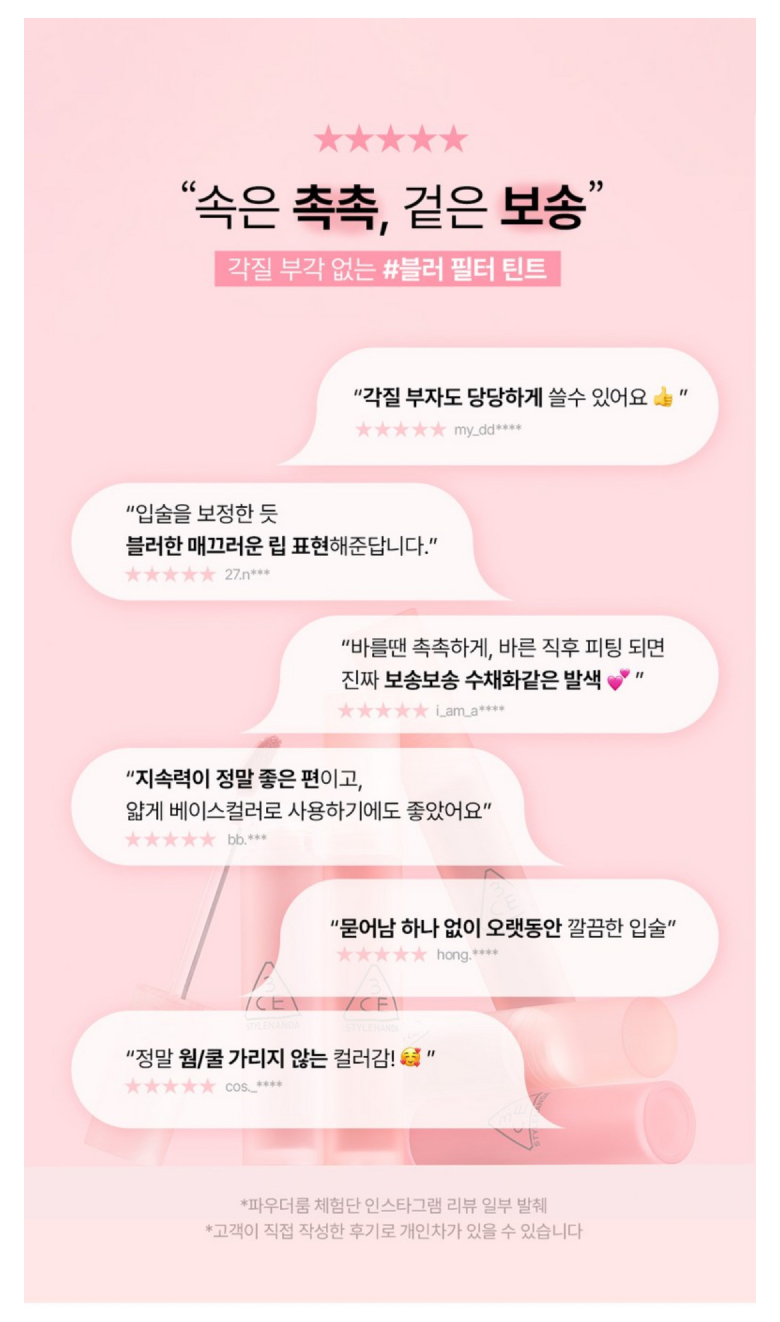 ★★★★★
“속은 촉촉, 겉은 보송”
각질 부각 없는 #블러 필터 틴트
“각질 부자도 당당하게 쓸수 있어요 👍 ”
★★★★★ my_dd****
“입술을 보정한 듯
블러한 매끄러운 립 표현해준답니다.”
★★★★★ 27.n***
“바를땐 촉촉하게, 바른 직후 피팅 되면
진짜 보송보송 수채화같은 발색 💕 ”
★★★★★ i_am_a****
“지속력이 정말 좋은 편이고,
얇게 베이스컬러로 사용하기에도 좋았어요”
★★★★★ bb.***
“묻어남 하나 없이 오랫동안 깔끔한 입술”
★★★★★ hong.****
3CE 3CE
STYLENANDA STYLENANDA
“정말 웜/쿨 가리지 않는 컬러감! 🥰 ”
★★★★★ cos._****
*파우더룸 체험단 인스타그램 리뷰 일부 발췌
*고객이 직접 작성한 후기로 개인차가 있을 수 있습니다